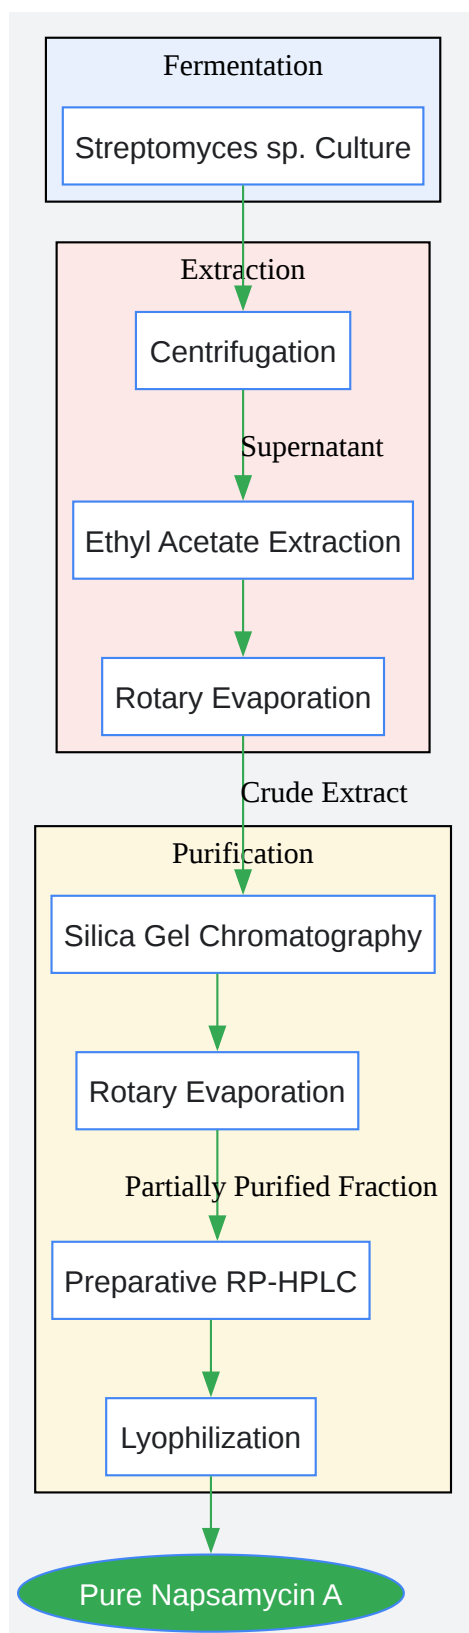 Fermentation
Streptomyces sp. Culture
Extraction
Centrifugation
Supernatant
Ethyl Acetate Extraction
Rotary Evaporation
Crude Extract
Purification
Silica Gel Chromatography
Rotary Evaporation
Partially Purified Fraction
Preparative RP-HPLC
Lyophilization
Pure Napsamycin A